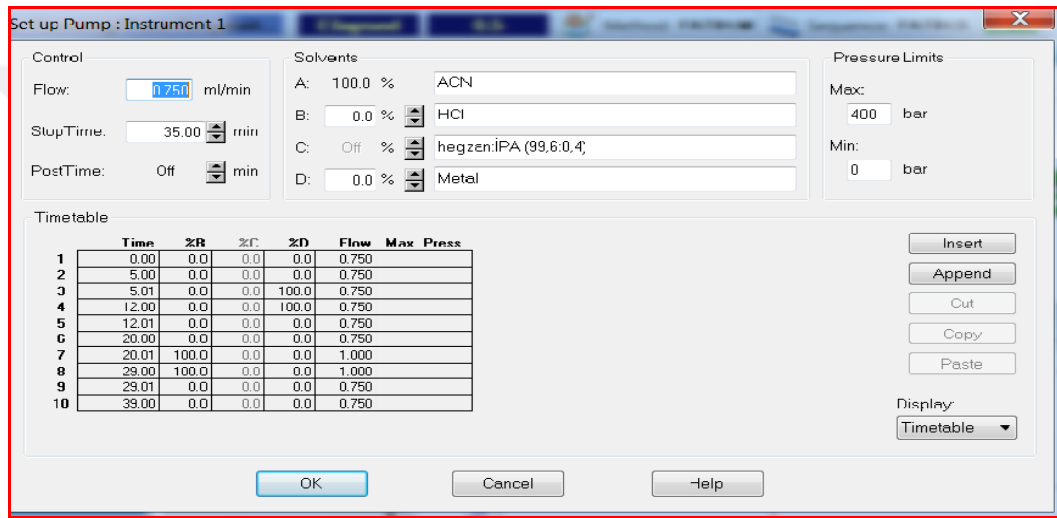 Set up Pump : Instrument 1
Control
Flow: 0.750 ml/min
StopTime: 35.00 min
PostTime: Off min
Solvents
A: 100.0 % ACN
B: 0.0 % HCl
C: Off % hegzen:İPA (99,6:0,4)
D: 0.0 % Metal
Pressure Limits
Max:
400 bar
Min:
0 bar
Timetable
Time %B %C %D Flow Max Press
1 0.00 0.0 0.0 0.0 0.750
2 5.00 0.0 0.0 0.0 0.750
3 5.01 0.0 0.0 100.0 0.750
4 12.00 0.0 0.0 100.0 0.750
5 12.01 0.0 0.0 0.0 0.750
6 20.00 0.0 0.0 0.0 0.750
7 20.01 100.0 0.0 0.0 1.000
8 29.00 100.0 0.0 0.0 1.000
9 29.01 0.0 0.0 0.0 0.750
10 39.00 0.0 0.0 0.0 0.750
Insert
Append
Cut
Copy
Paste
Display:
Timetable
OK Cancel Help